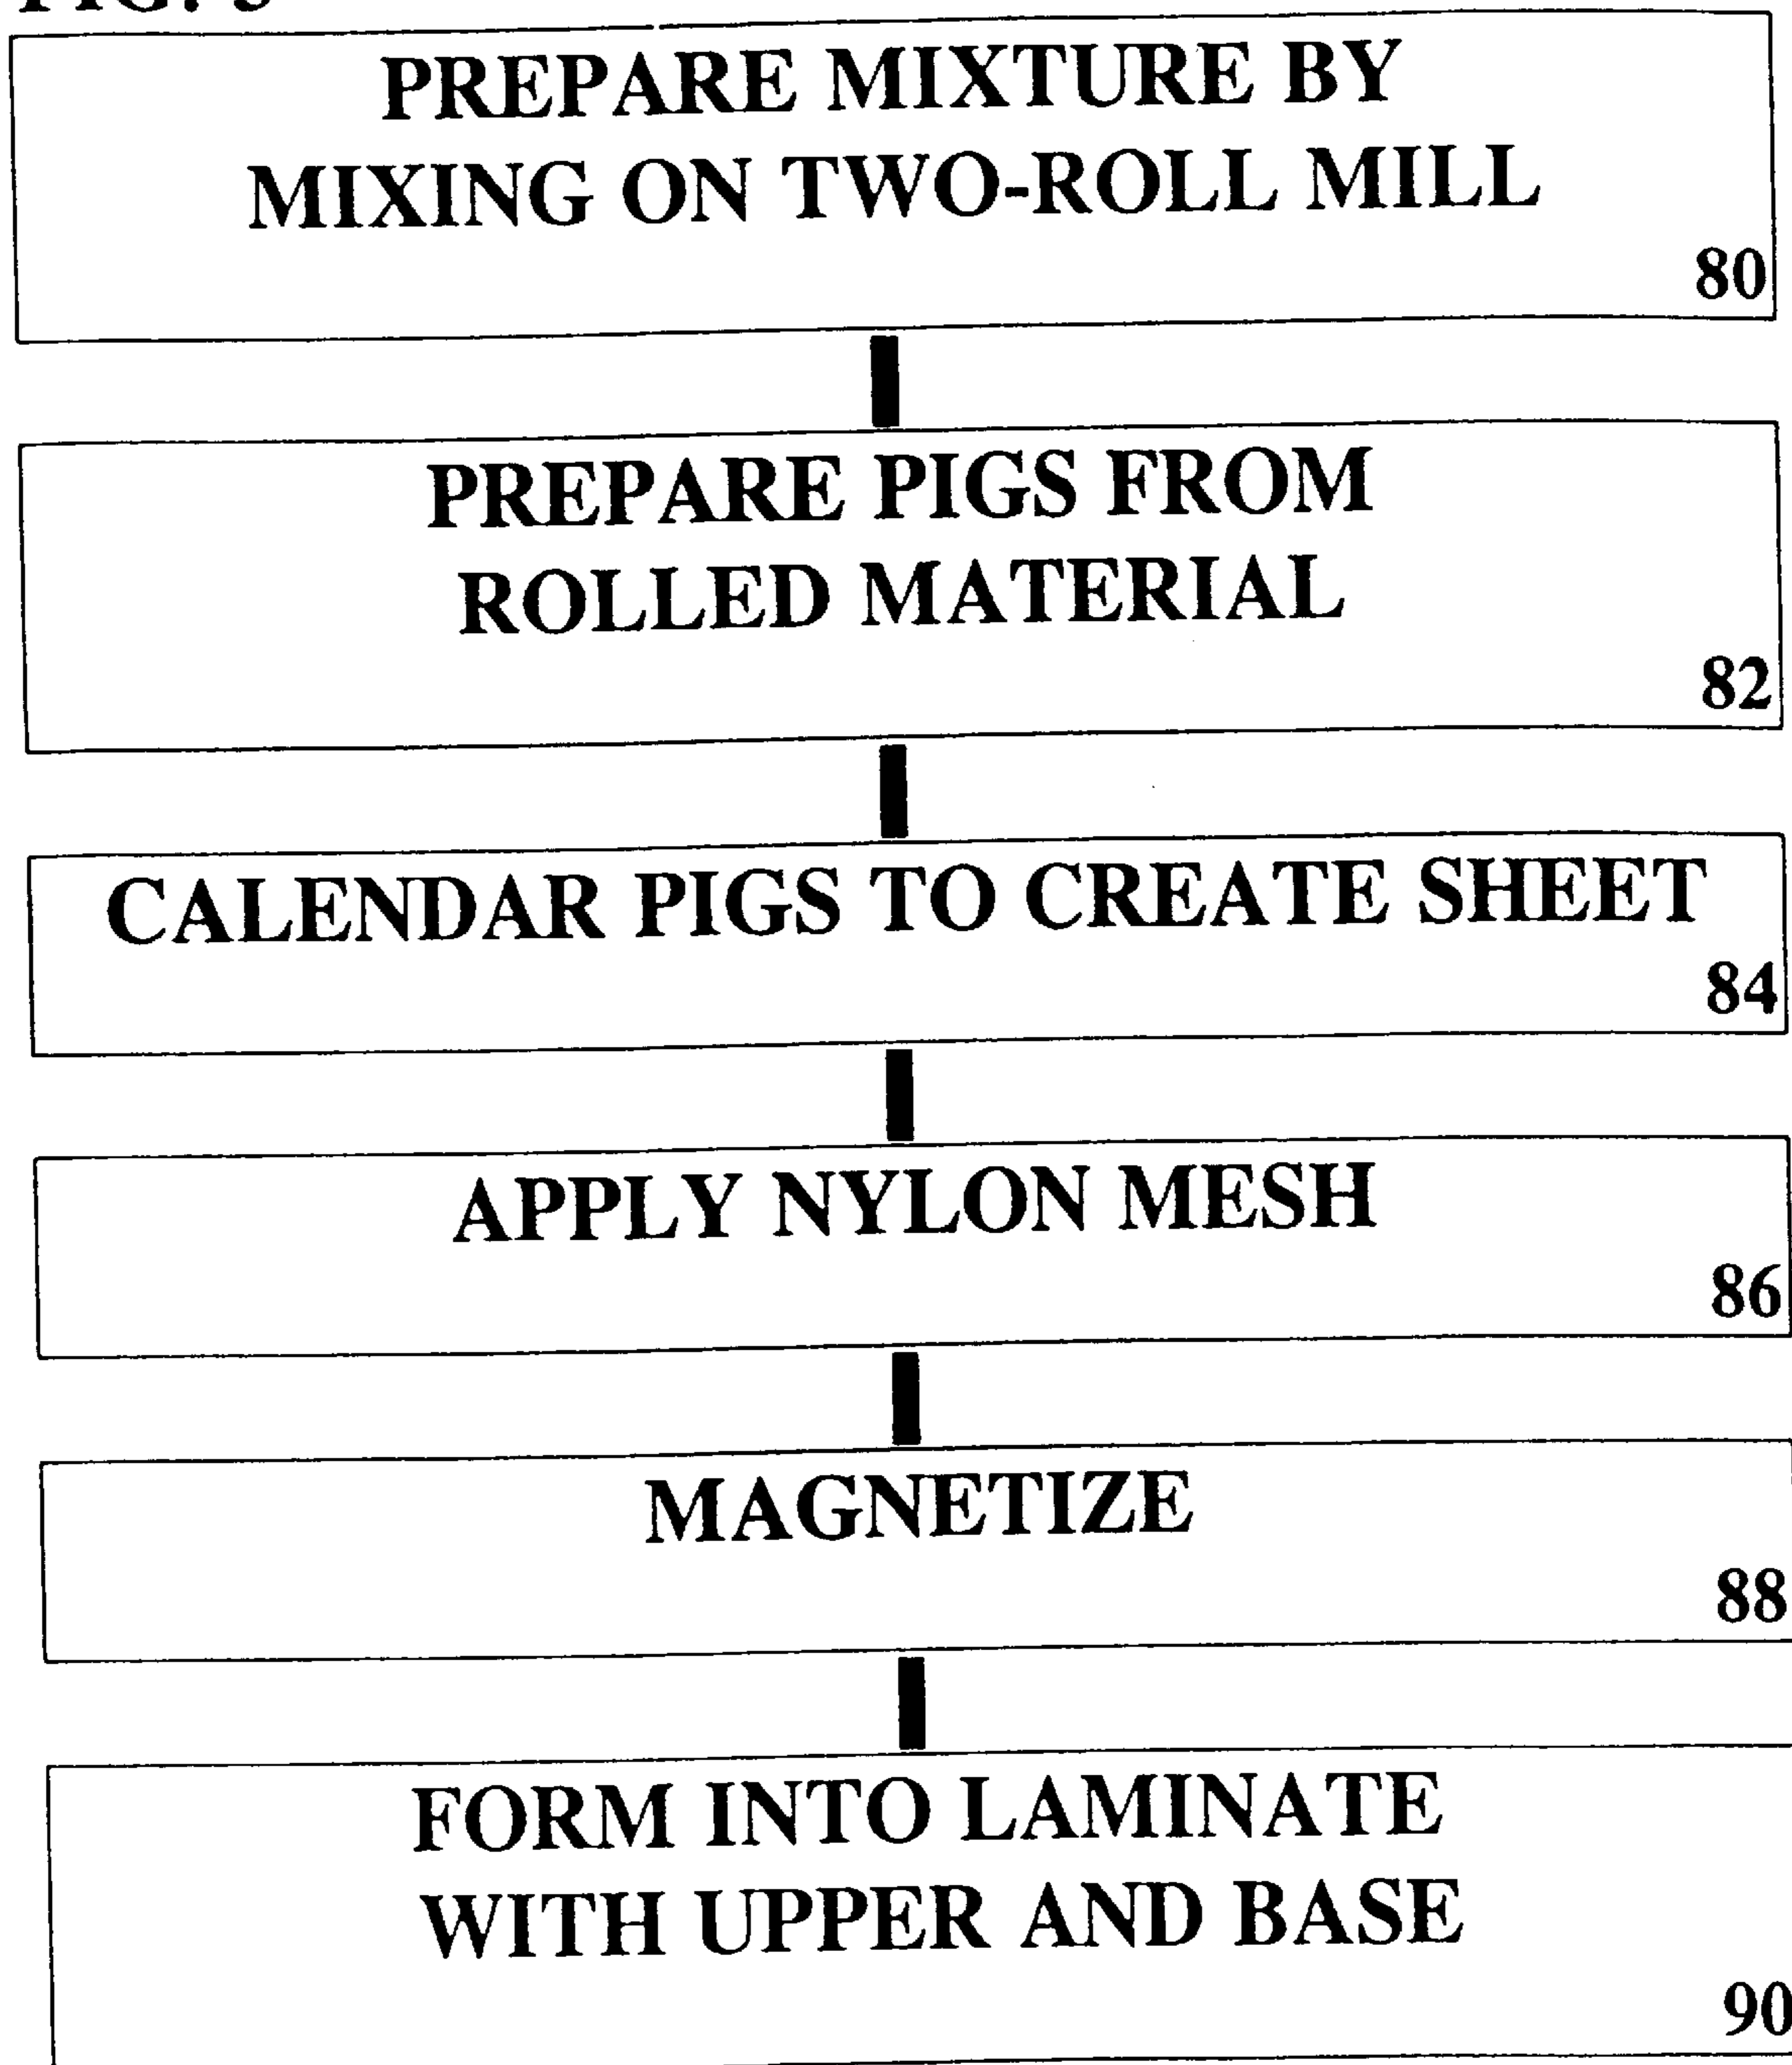 PREPARE MIXTURE BY
MIXING ON TWO-ROLL MILL
80
PREPARE PIGS FROM
ROLLED MATERIAL
82
CALENDAR PIGS TO CREATE SHEET
84
APPLY NYLON MESH
86
MAGNETIZE
88
FORM INTO LAMINATE
WITH UPPER AND BASE
90